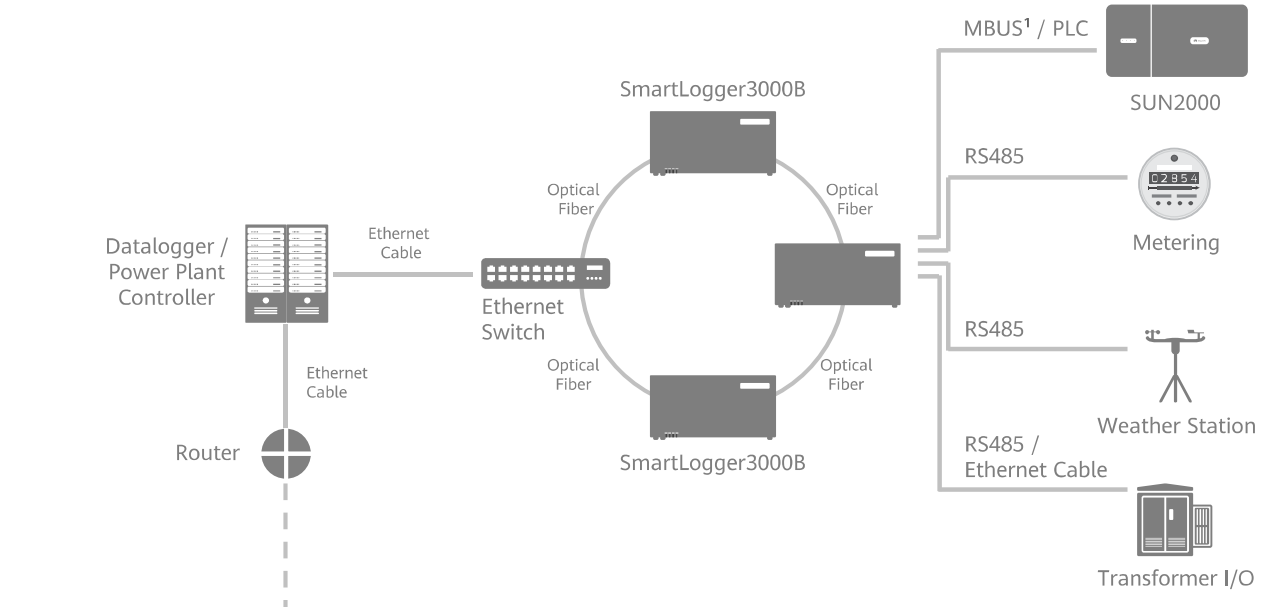 MBUS¹ / PLC
SUN2000
SmartLogger3000B
RS485
02854
Metering
Optical
Fiber
Optical
Fiber
Datalogger /
Power Plant
Controller
Ethernet
Cable
Ethernet
Switch
RS485
Weather Station
Optical
Fiber
Optical
Fiber
Ethernet
Cable
Router
SmartLogger3000B
RS485 /
Ethernet Cable
Transformer I/O